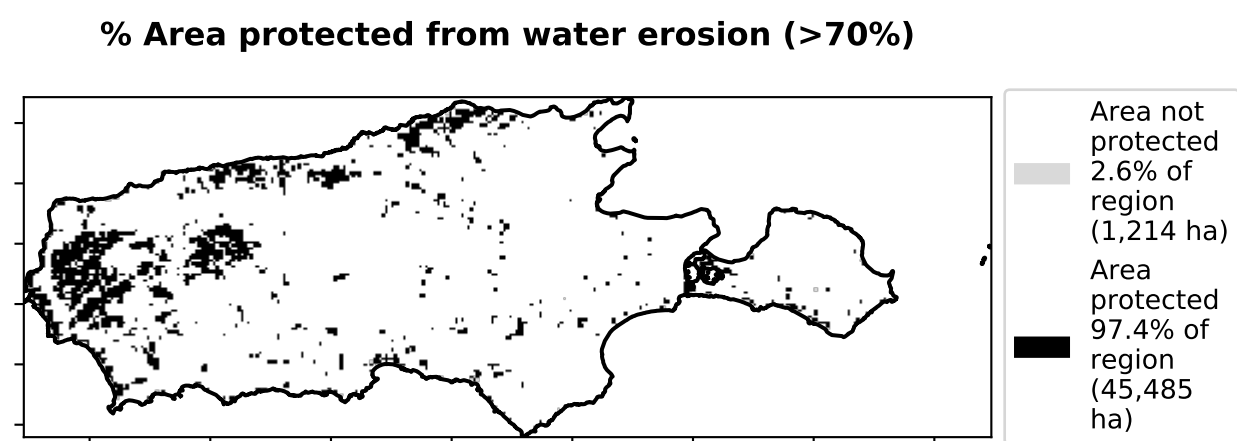 % Area protected from water erosion (>70%)
Area not
protected
2.6% of
region
(1,214 ha)
Area
protected
97.4% of
region
(45,485
ha)